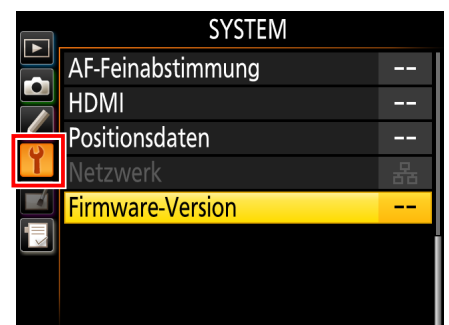 SYSTEM
AF-Feinabstimmung --
HDMI --
Positionsdaten --
Netzwerk
Firmware-Version --